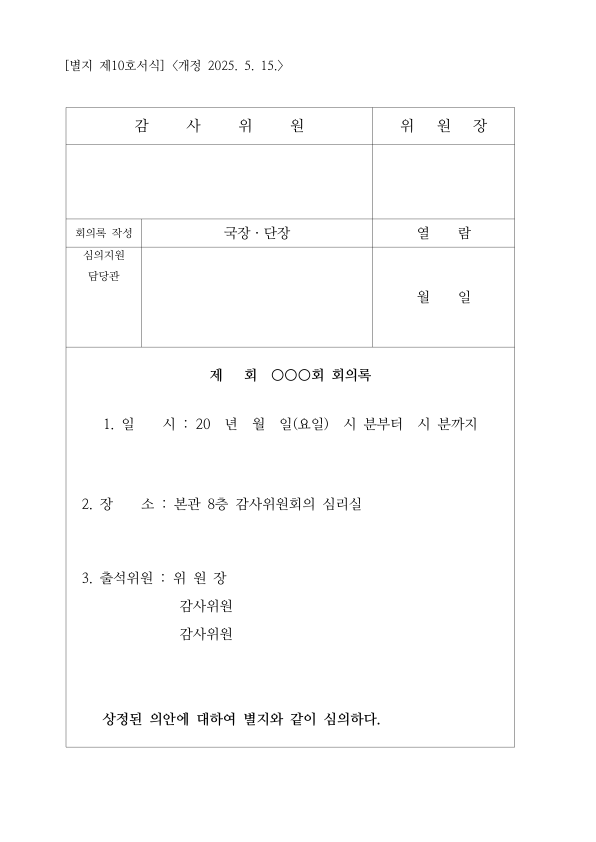 [별지 제10호서식] <개정 2025. 5. 15.>
감 사 위 원 위 원 장
회의록 작성 국장·단장 열 람
심의지원
담당관
월 일
제 회 ○○○회 회의록
1. 일 시 : 20 년 월 일(요일) 시 분부터 시 분까지
2. 장 소 : 본관 8층 감사위원회의 심리실
3. 출석위원 : 위 원 장
감사위원
감사위원
상정된 의안에 대하여 별지와 같이 심의하다.